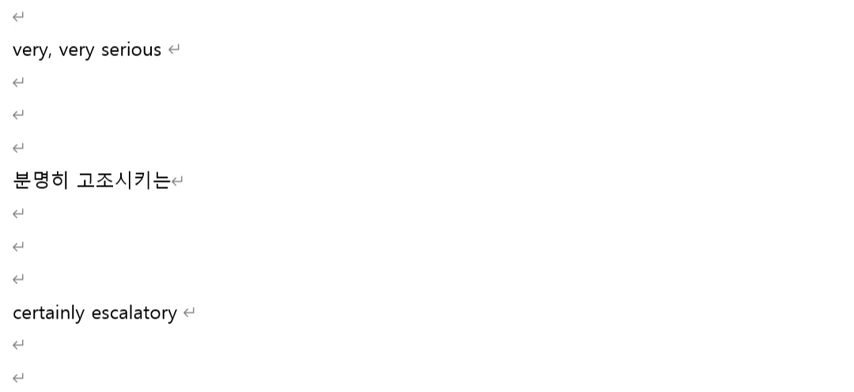 very, very serious
분명히 고조시키는
certainly escalatory